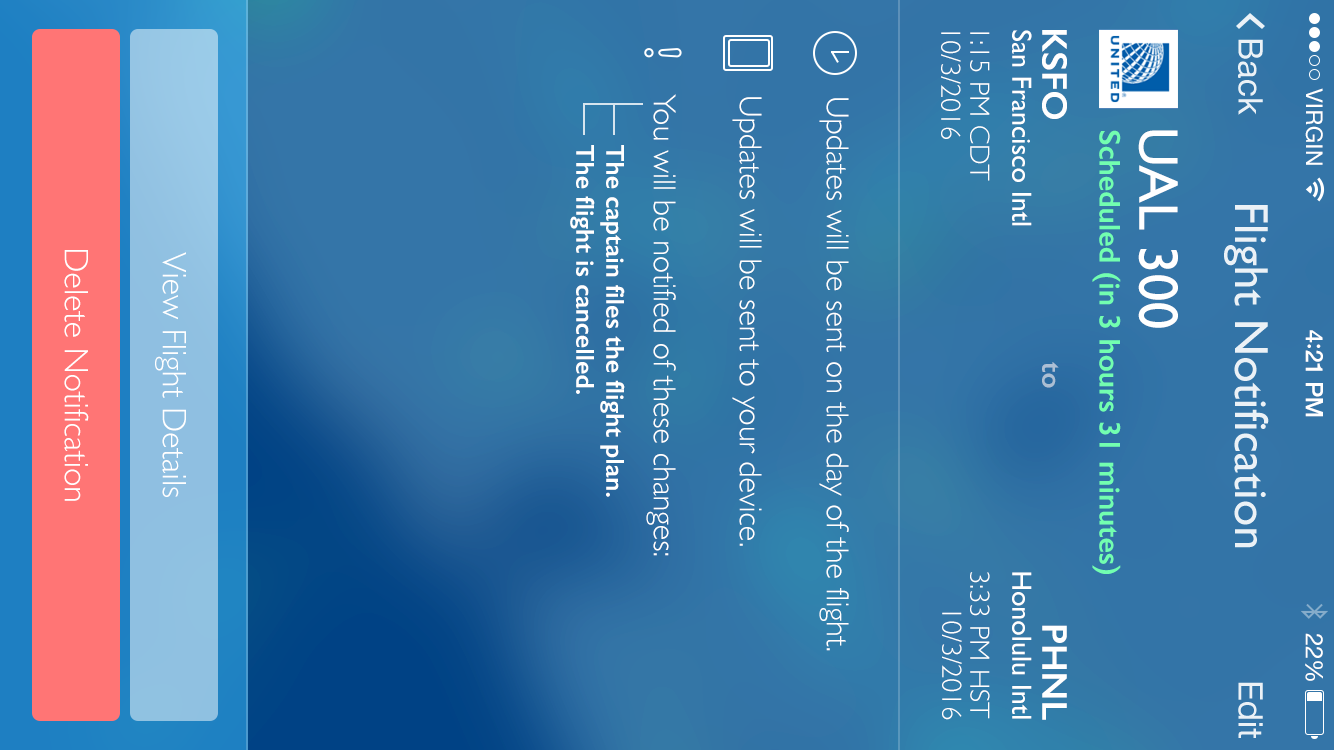 VIRGIN 4:21 PM 22%
Back Flight Notification Edit
UNITED
UAL 300
Scheduled (in 3 hours 31 minutes)
KSFO to PHNL
San Francisco Intl Honolulu Intl
1:15 PM CDT 3:33 PM HST
10/3/2016 10/3/2016
Updates will be sent on the day of the flight.
Updates will be sent to your device.
You will be notified of these changes:
The captain files the flight plan.
The flight is cancelled.
View Flight Details
Delete Notification